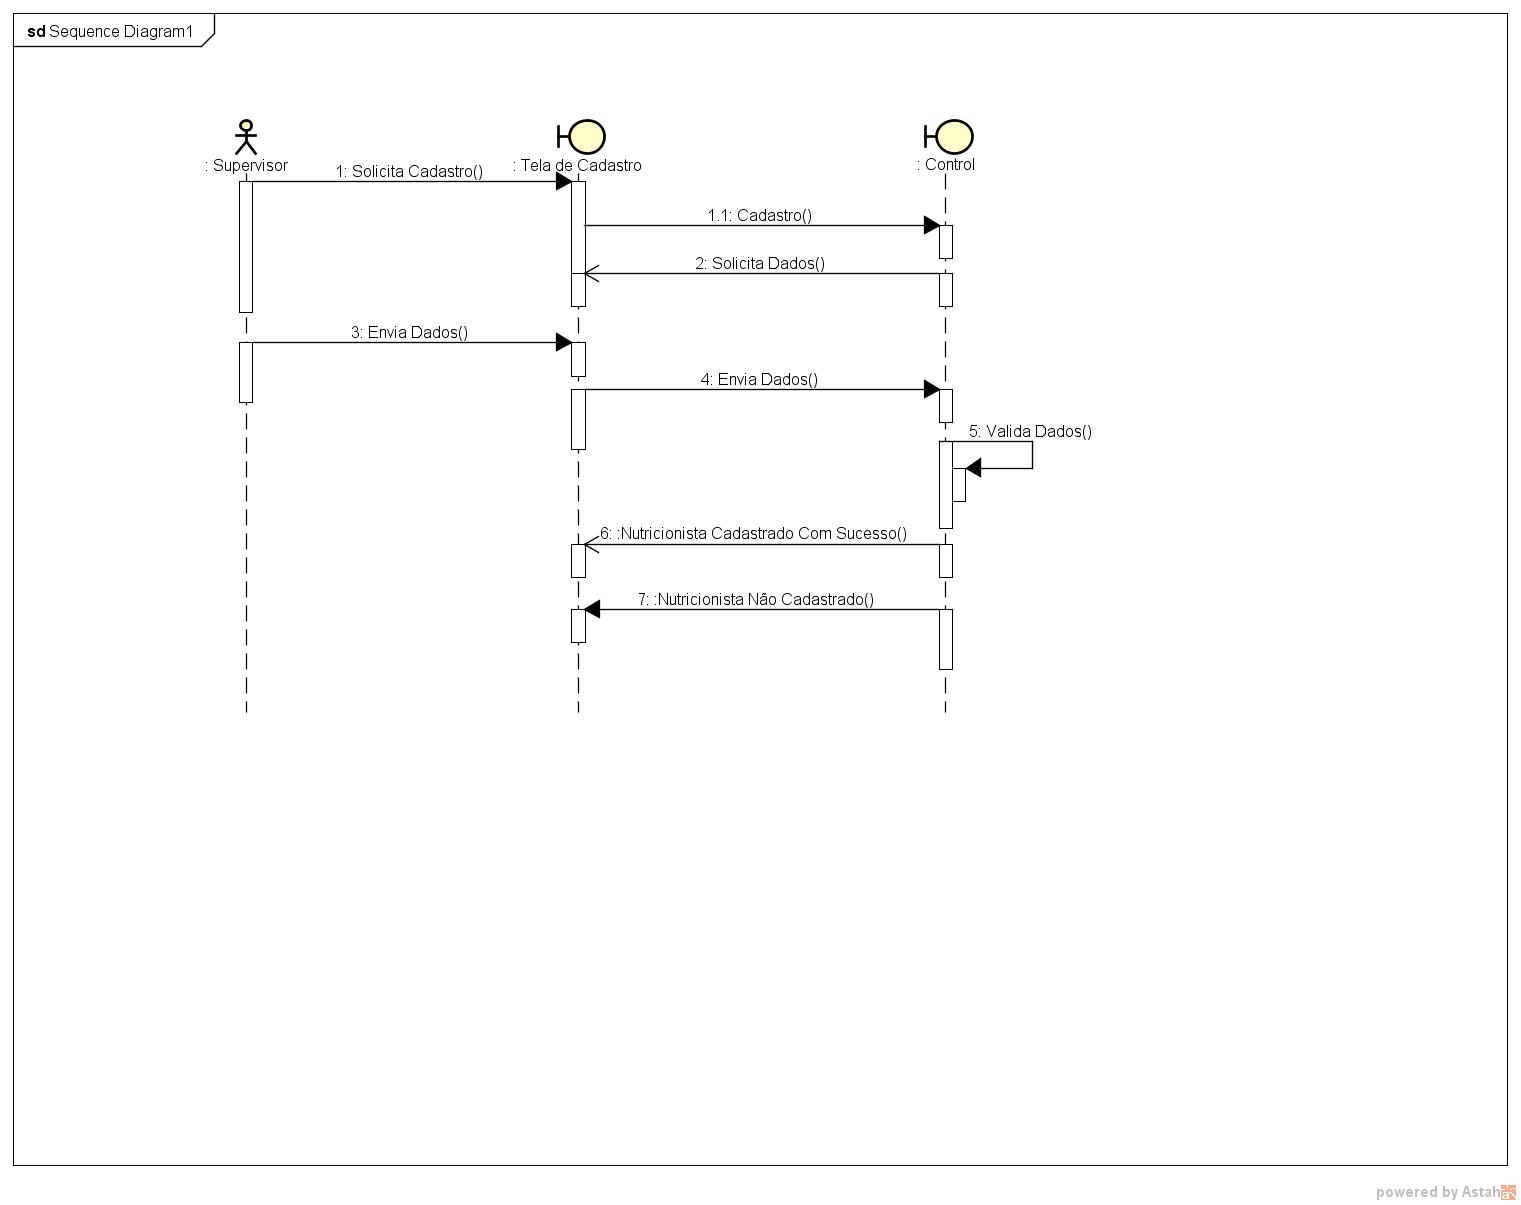 sd Sequence Diagram1
: Supervisor
: Tela de Cadastro
: Control
1: Solicita Cadastro()
1.1: Cadastro()
2: Solicita Dados()
3: Envia Dados()
4: Envia Dados()
5: Valida Dados()
6: :Nutricionista Cadastrado Com Sucesso()
7: :Nutricionista Não Cadastrado()
powered by Astah